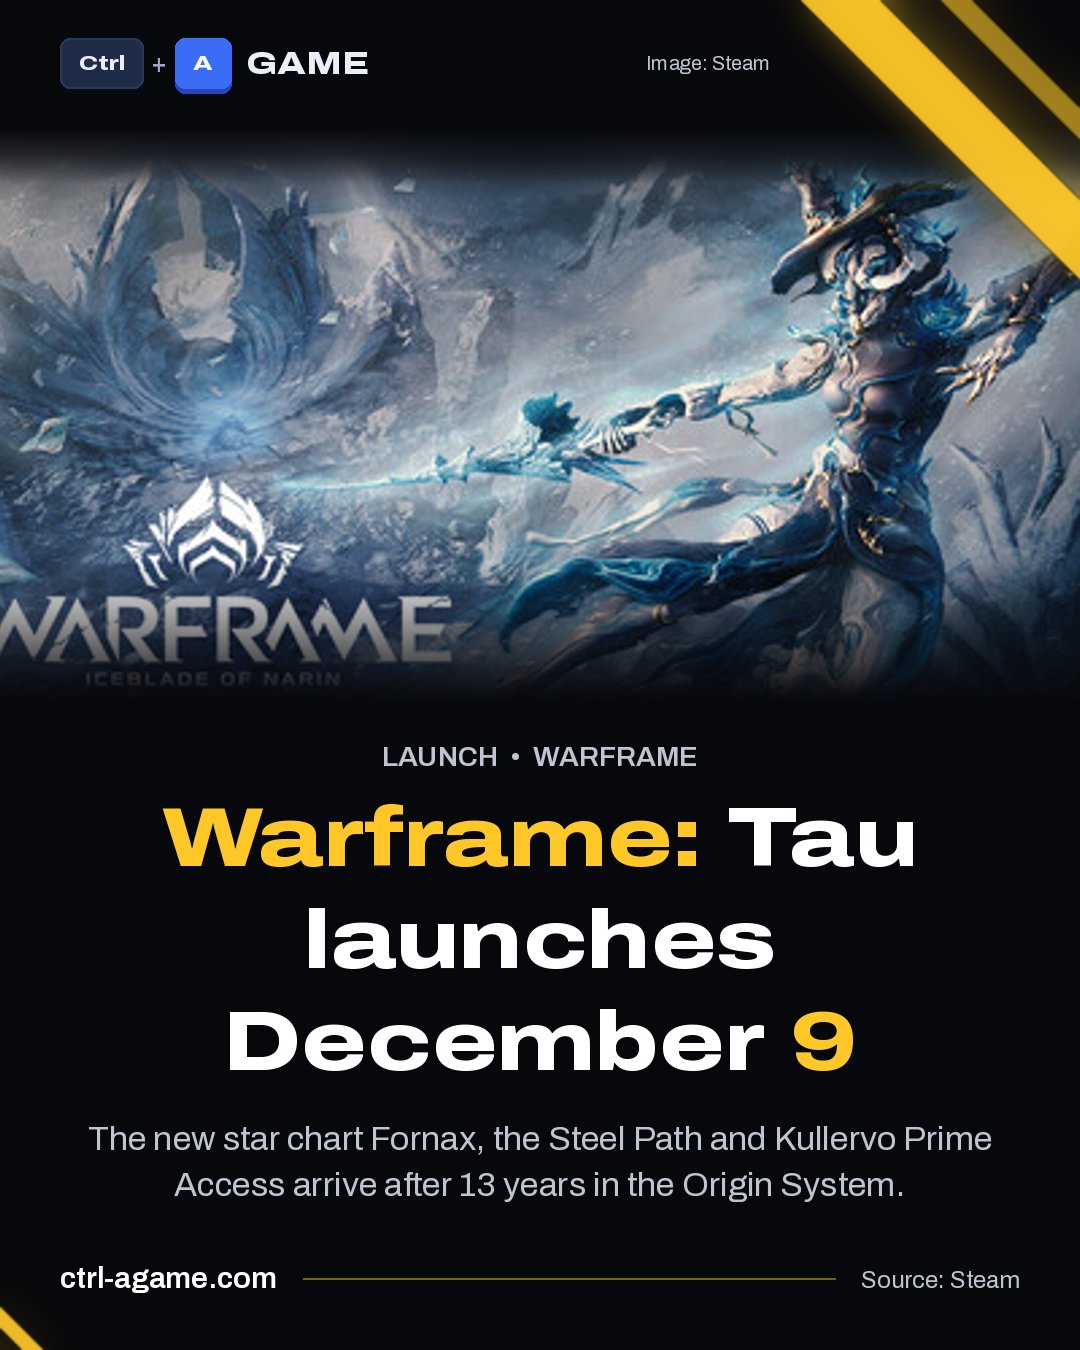 Ctrl + A GAME
Image: Steam
WARFRAME
ICEBLADE OF NARIN
LAUNCH • WARFRAME
Warframe: Tau
launches
December 9
The new star chart Fornax, the Steel Path and Kullervo Prime
Access arrive after 13 years in the Origin System.
ctrl-agame.com
Source: Steam